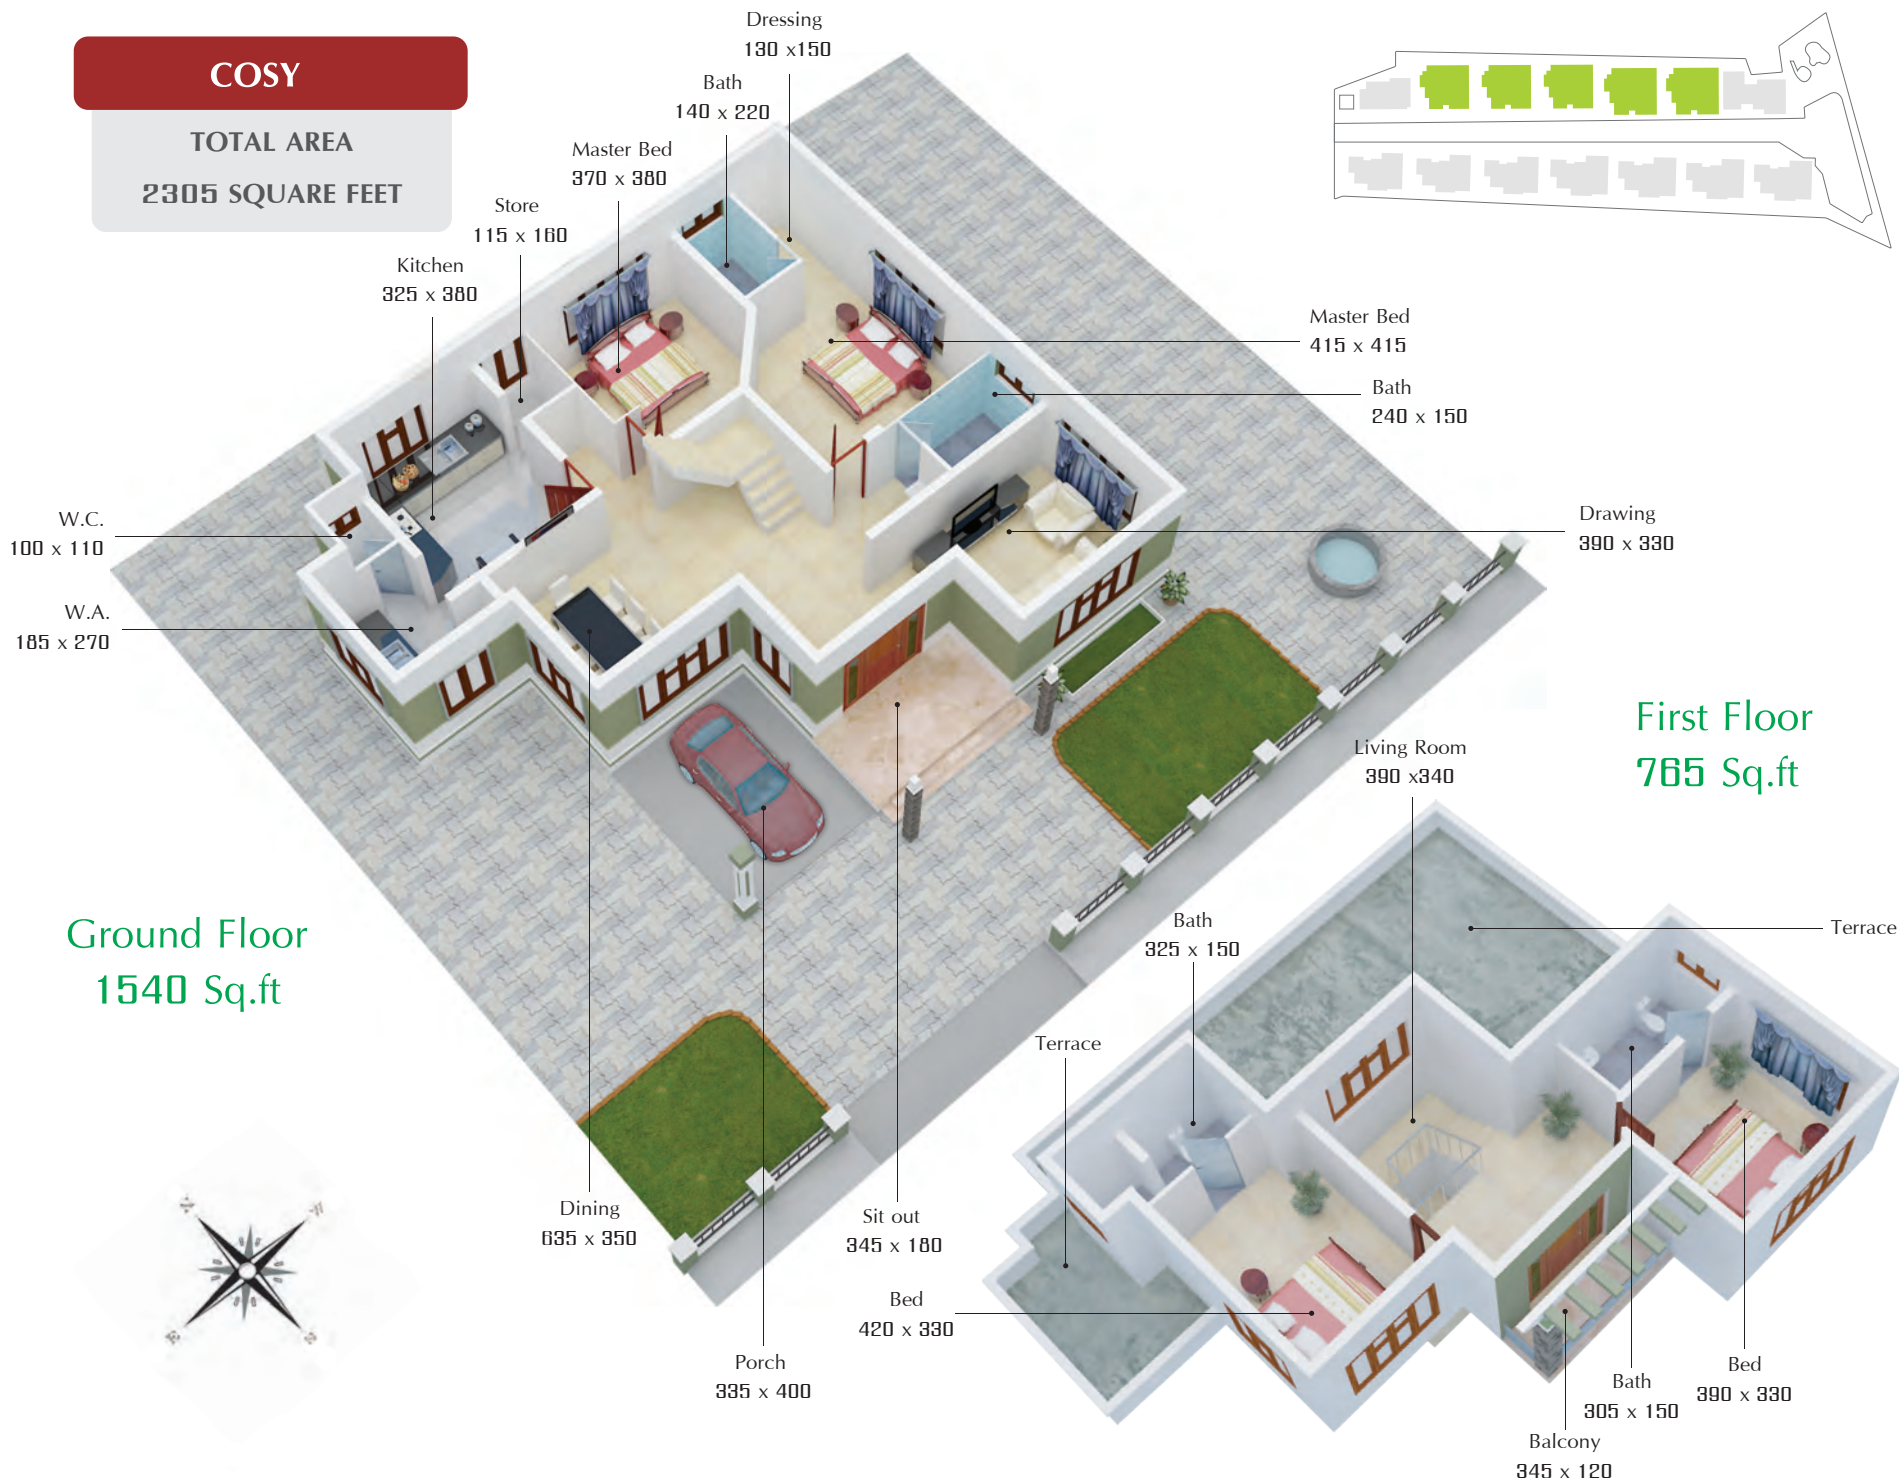 COSY
TOTAL AREA
2305 SQUARE FEET
Dressing
130 x150
Bath
140 x 220
Master Bed
370 x 380
Store
115 x 160
Kitchen
325 x 380
W.C.
100 x 110
W.A.
185 x 270
Master Bed
415 x 415
Bath
240 x 150
Drawing
390 x 330
First Floor
765 Sq.ft
Living Room
390 x340
Ground Floor
1540 Sq.ft
Bath
325 x 150
Terrace
Terrace
Dining
635 x 350
Sit out
345 x 180
Bed
420 x 330
Porch
335 x 400
Bath
305 x 150
Bed
390 x 330
Balcony
345 x 120